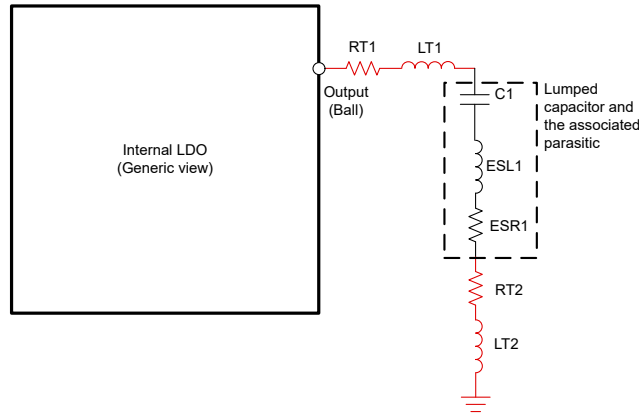 RT1
LT1
Output
(Ball)
C1
Lumped
capacitor and
the associated
parasitic
Internal LDO
(Generic view)
ESL1
ESR1
RT2
LT2